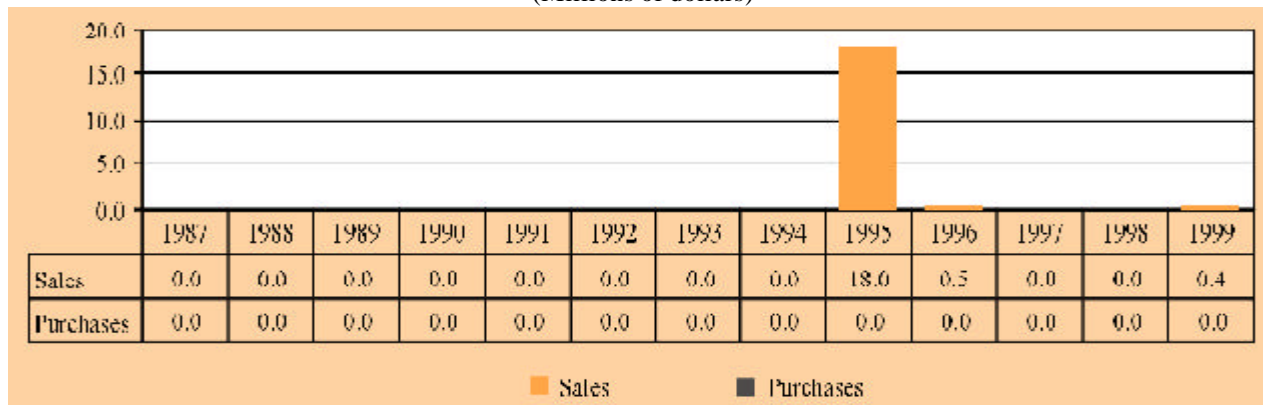 (Millions of dollars)
20.0
15.0
10.0
5.0
0.0
1987 1988 1989 1990 1991 1992 1993 1994 1995 1996 1997 1998 1999
Sales 0.0 0.0 0.0 0.0 0.0 0.0 0.0 0.0 18.0 0.5 0.0 0.0 0.4
Purchases 0.0 0.0 0.0 0.0 0.0 0.0 0.0 0.0 0.0 0.0 0.0 0.0 0.0
Sales Purchases